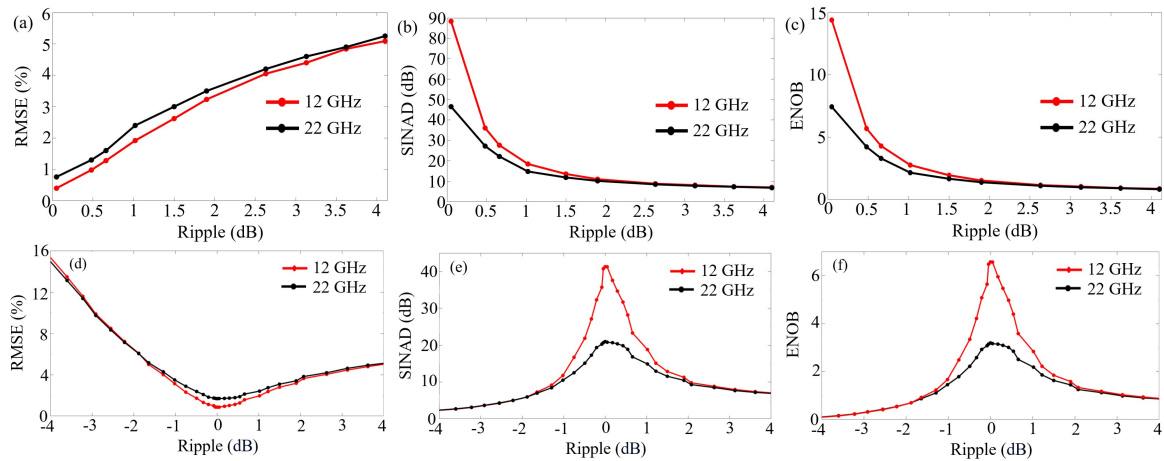 (a)
RMSE (%)
6
5
4
3
2
1
0
12 GHz
22 GHz
0 0.5 1 1.5 2 2.5 3 3.5 4
Ripple (dB)
(b)
SINAD (dB)
90
80
70
60
50
40
30
20
10
0
12 GHz
22 GHz
0 0.5 1 1.5 2 2.5 3 3.5 4
Ripple (dB)
(c)
ENOB
15
10
5
0
12 GHz
22 GHz
0 0.5 1 1.5 2 2.5 3 3.5 4
Ripple (dB)
(d)
RMSE (%)
16
12
8
4
0
12 GHz
22 GHz
-4 -3 -2 -1 0 1 2 3 4
Ripple (dB)
(e)
SINAD (dB)
40
30
20
10
0
12 GHz
22 GHz
-4 -3 -2 -1 0 1 2 3 4
Ripple (dB)
(f)
ENOB
6
4
2
0
12 GHz
22 GHz
-4 -3 -2 -1 0 1 2 3 4
Ripple (dB)